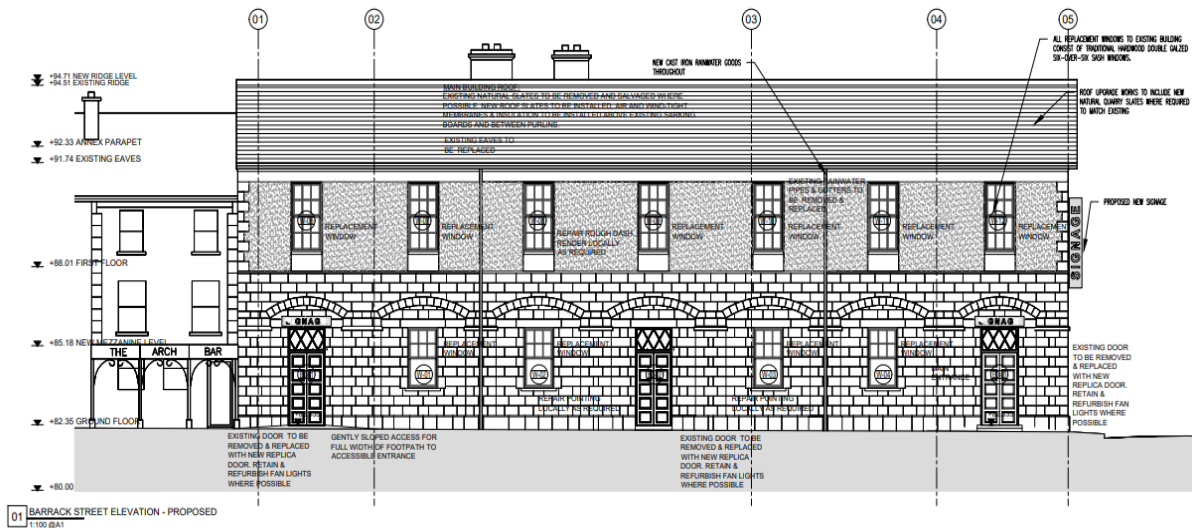 01
02
03
04
05
ALL REPLACEMENT WINDOWS TO EXISTING BUILDING
CONSIST OF TRADITIONAL HARDWOOD DOUBLE GALZED
SIX-OVER-SIX SASH WINDOWS.
NEW CAST IRON RAINWATER GOODS
THROUGHOUT
+94.71 NEW RIDGE LEVEL
+94.51 EXISTING RIDGE
MAIN BUILDING ROOF:
EXISTING NATURAL SLATES TO BE REMOVED AND SALVAGED WHERE
POSSIBLE. NEW ROOF SLATES TO BE INSTALLED, AIR AND WIND-TIGHT
MEMBRANES & INSULATION TO BE INSTALLED ABOVE EXISTING SARKING
BOARDS AND BETWEEN PURLINS.
ROOF UPGRADE WORKS TO INCLUDE NEW
NATURAL QUARRY SLATES WHERE REQUIRED
TO MATCH EXISTING
EXISTING EAVES TO
BE REPLACED
+92.33 ANNEX PARAPET
+91.74 EXISTING EAVES
EXISTING RAINWATER
PIPES & GUTTERS TO
BE REMOVED &
REPLACED
PROPOSED NEW SIGNAGE
SIGNAGE
REPLACEMENT
WINDOW
REPLACEMENT
WINDOW
REPAIR ROUGH DASH
RENDER LOCALLY
AS REQUIRED
REPLACEMENT
WINDOW
REPLACEMENT
WINDOW
REPLACEMENT
WINDOW
REPLACEMENT
WINDOW
+88.01 FIRST FLOOR
GNAG
GNAG
+85.18 NEW MEZZANINE LEVEL
THE ARCH BAR
REPLACEMENT
WINDOW
REPLACEMENT
WINDOW
REPLACEMENT
WINDOW
REPLACEMENT
WINDOW
MAIN
ENTRANCE
W-01
W-02
W-03
W-04
REPAIR POINTING
LOCALLY AS REQUIRED
REPAIR POINTING
LOCALLY AS REQUIRED
EXISTING DOOR
TO BE REMOVED
& REPLACED
WITH NEW
REPLICA DOOR.
RETAIN &
REFURBISH FAN
LIGHTS WHERE
POSSIBLE
+82.35 GROUND FLOOR
EXISTING DOOR TO BE
REMOVED & REPLACED
WITH NEW REPLICA
DOOR. RETAIN &
REFURBISH FAN LIGHTS
WHERE POSSIBLE
GENTLY SLOPED ACCESS FOR
FULL WIDTH OF FOOTPATH TO
ACCESSIBLE ENTRANCE
EXISTING DOOR TO BE
REMOVED & REPLACED
WITH NEW REPLICA
DOOR. RETAIN &
REFURBISH FAN LIGHTS
WHERE POSSIBLE
+80.00
01
BARRACK STREET ELEVATION - PROPOSED
1:100 @A1